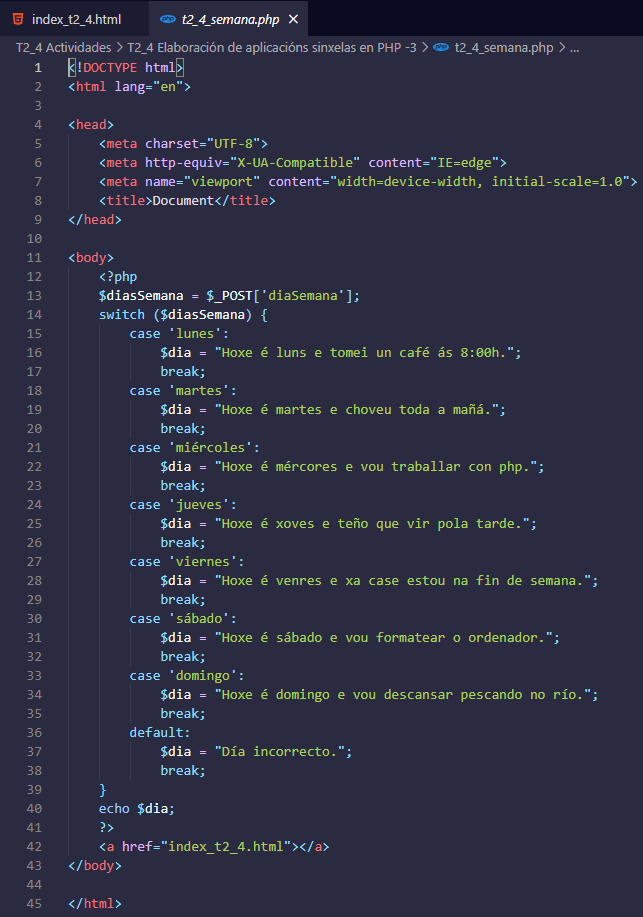 index_t2_4.html t2_4_semana.php
T2_4 Actividades > T2_4 Elaboración de aplicacións sinxelas en PHP -3 > t2_4_semana.php > ...
1 <!DOCTYPE html>
2 <html lang="en">
3
4 <head>
5 <meta charset="UTF-8">
6 <meta http-equiv="X-UA-Compatible" content="IE=edge">
7 <meta name="viewport" content="width=device-width, initial-scale=1.0">
8 <title>Document</title>
9 </head>
10
11 <body>
12 <?php
13 $diasSemana = $_POST['diaSemana'];
14 switch ($diasSemana) {
15 case 'lunes':
16 $dia = "Hoxe é luns e tomei un café ás 8:00h.";
17 break;
18 case 'martes':
19 $dia = "Hoxe é martes e choveu toda a mañá.";
20 break;
21 case 'miércoles':
22 $dia = "Hoxe é mércores e vou traballar con php.";
23 break;
24 case 'jueves':
25 $dia = "Hoxe é xoves e teño que vir pola tarde.";
26 break;
27 case 'viernes':
28 $dia = "Hoxe é venres e xa case estou na fin de semana.";
29 break;
30 case 'sábado':
31 $dia = "Hoxe é sábado e vou formatear o ordenador.";
32 break;
33 case 'domingo':
34 $dia = "Hoxe é domingo e vou descansar pescando no río.";
35 break;
36 default:
37 $dia = "Día incorrecto.";
38 break;
39 }
40 echo $dia;
41 ?>
42 <a href="index_t2_4.html"></a>
43 </body>
44
45 </html>